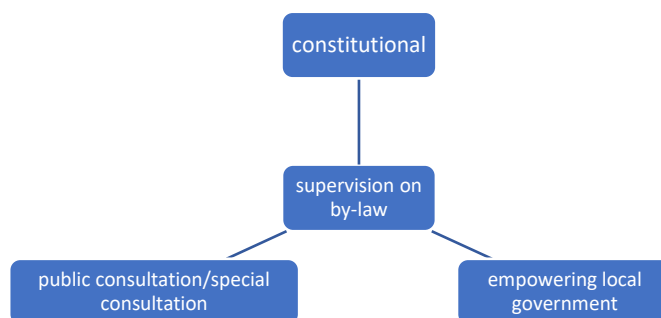 constitutional
supervision on
by-law
public consultation/special
consultation
empowering local
government